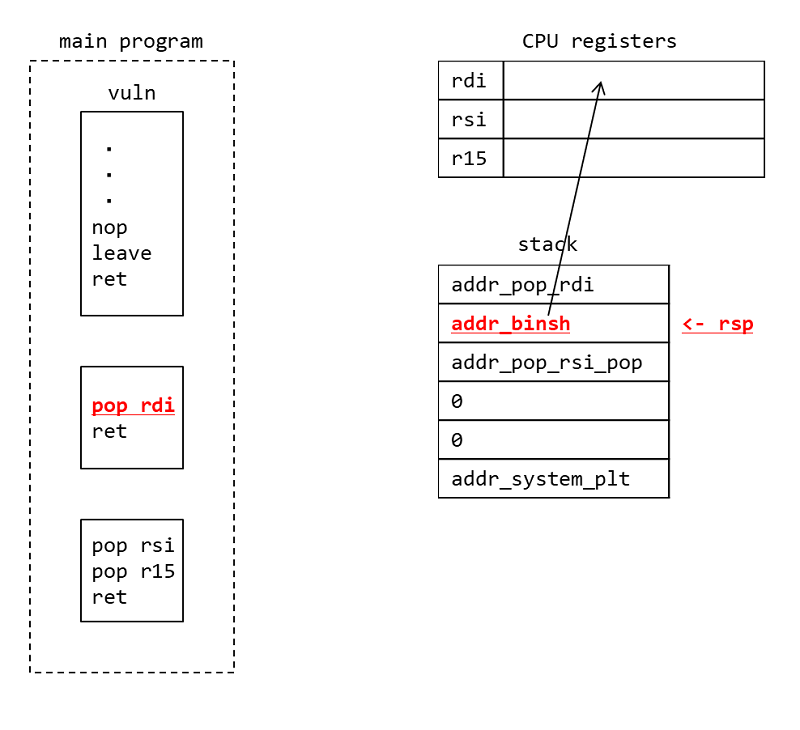 main program
vuln
.
.
.
nop
leave
ret
pop rdi
ret
pop rsi
pop r15
ret
CPU registers
rdi
rsi
r15
stack
addr_pop_rdi
addr_binsh <- rsp
addr_pop_rsi_pop
0
0
addr_system_plt